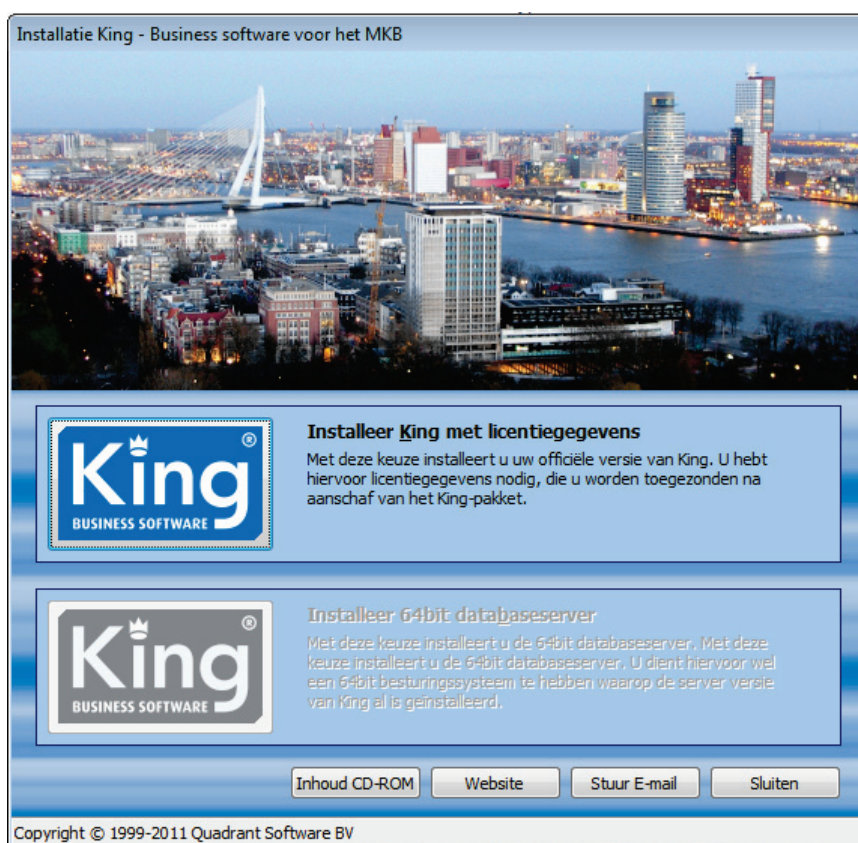 Installatie King - Business software voor het MKB
King®
BUSINESS SOFTWARE
Installeer King met licentiegegevens
Met deze keuze installeert u uw officiële versie van King. U hebt
hiervoor licentiegegevens nodig, die u worden toegezonden na
aanschaf van het King-pakket.
King®
BUSINESS SOFTWARE
Installeer 64bit databaseserver
Met deze keuze installeert u de 64bit databaseserver. Met deze
keuze installeert u de 64bit databaseserver. U dient hiervoor wel
een 64bit besturingssysteem te hebben waarop de server versie
van King al is geïnstalleerd.
Inhoud CD-ROM Website Stuur E-mail Sluiten
Copyright © 1999-2011 Quadrant Software BV